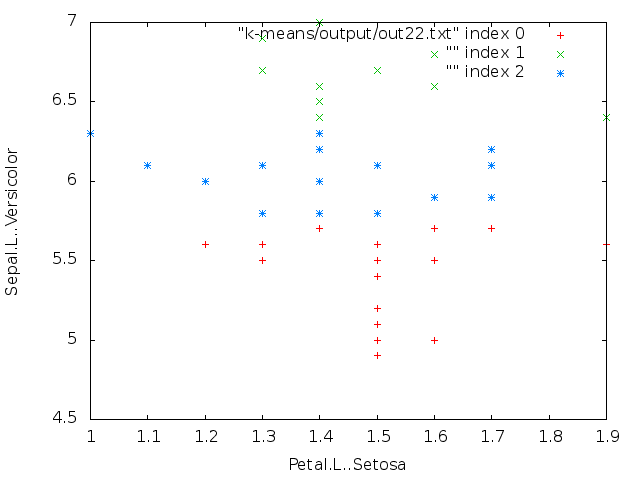 "k-means/output/out22.txt" index 0
"" index 1
"" index 2
7
6.5
6
5.5
5
4.5
1 1.1 1.2 1.3 1.4 1.5 1.6 1.7 1.8 1.9
Sepal.L..Versicolor
Petal.L..Setosa